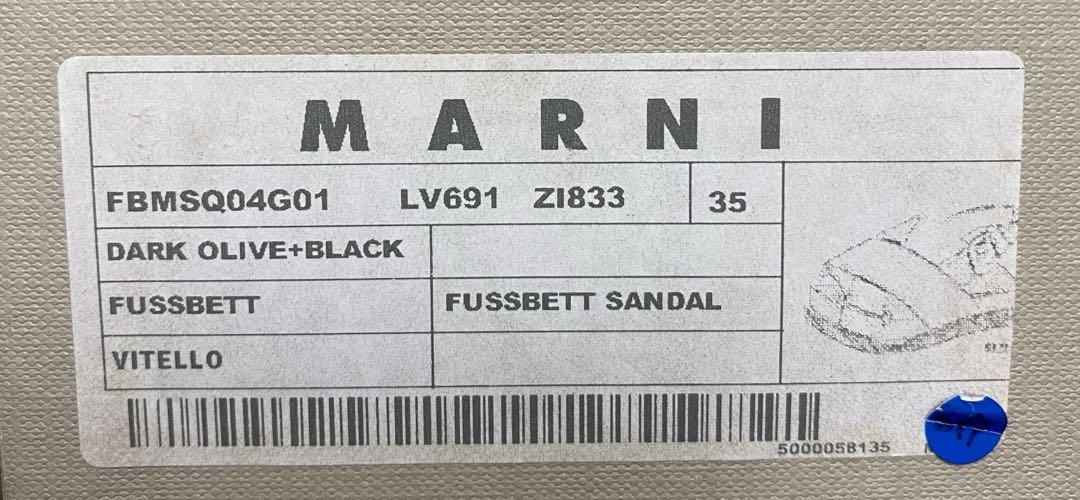 MARNI
FBMSQ04G01 LV691 ZI833 35
DARK OLIVE+BLACK
FUSSBETT FUSSBETT SANDAL
VITELLO
5000058135